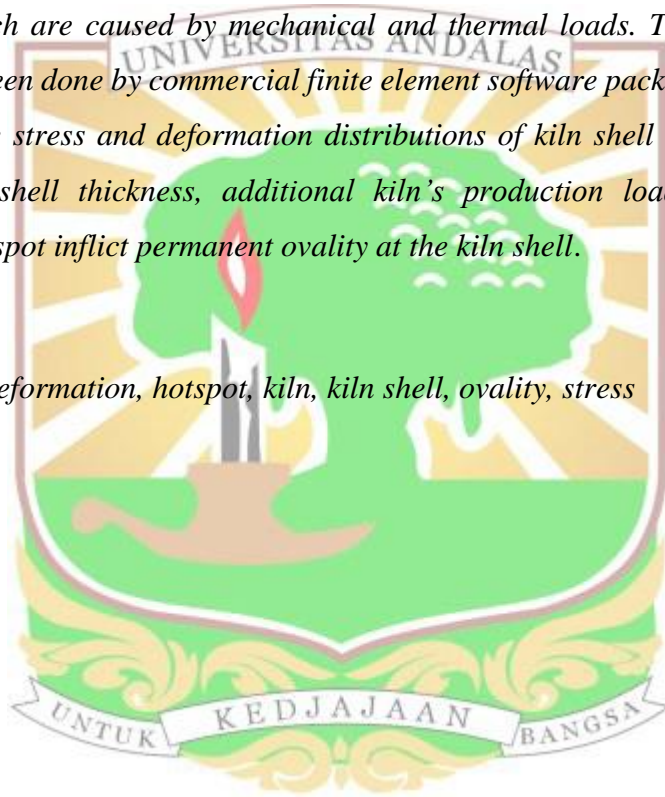 ch are caused by mechanical and thermal loads. T
UNIVERSITAS ANDALAS
een done by commercial finite element software pack
stress and deformation distributions of kiln shell
shell thickness, additional kiln's production loa
spot inflict permanent ovality at the kiln shell.
eformation, hotspot, kiln, kiln shell, ovality, stress
UNTUK KEDJAJAAN BANGSA